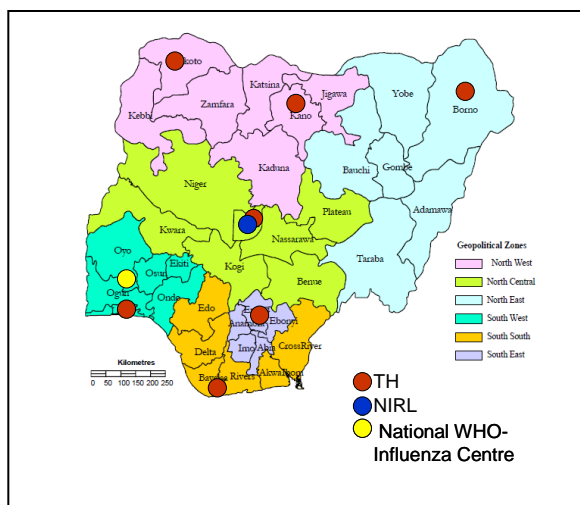 Katsina
Jigawa
Yobe
Zamfara
Kano
Borno
Kebbi
Kaduna
Bauchi
Gombe
Niger
Adamawa
Plateau
Kwara
Nassarawa
Oyo
Taraba
Geopolitical Zones
North West
North Central
North East
South West
South South
South East
Ekiti
Osun
Kogi
Benue
Ogun
Ondo
Edo
Ebonyi
Imo
CrossRiver
Delta
Rivers
AkwaIbom
Kilometres
0 50 100 150 200 250
TH
NIRL
National WHO-
Influenza Centre